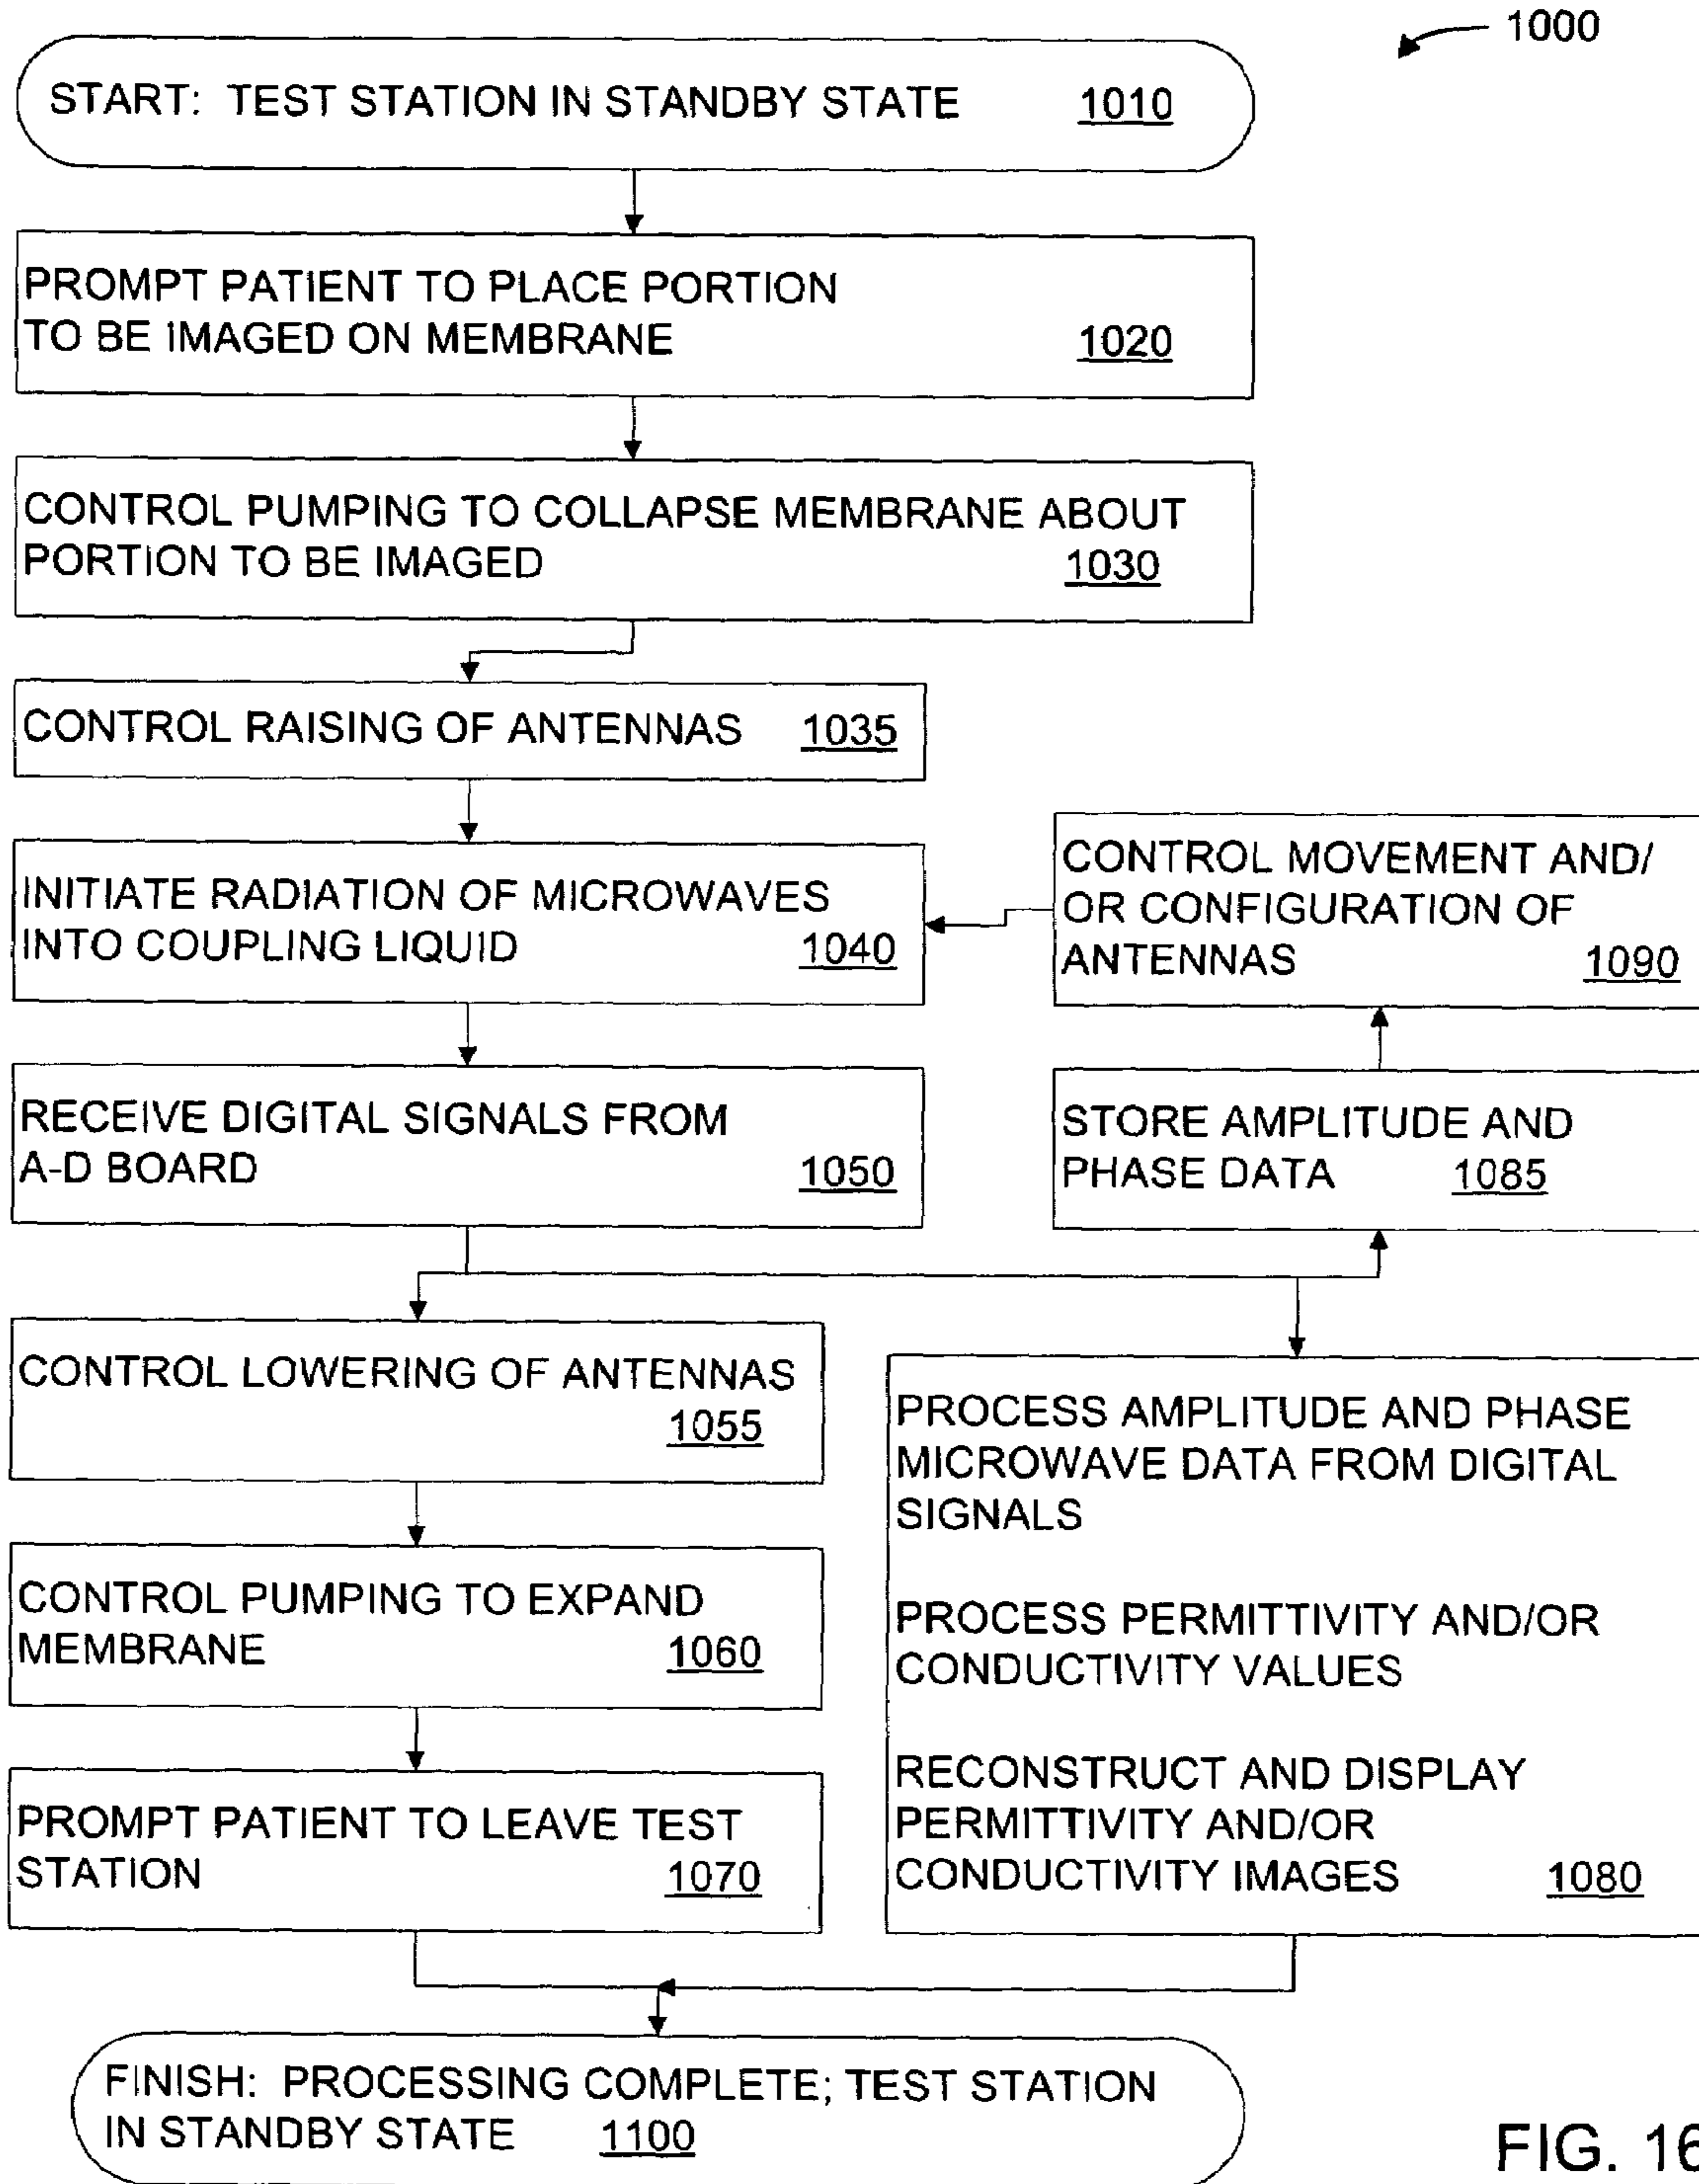 1000
START: TEST STATION IN STANDBY STATE 1010
PROMPT PATIENT TO PLACE PORTION
TO BE IMAGED ON MEMBRANE 1020
CONTROL PUMPING TO COLLAPSE MEMBRANE ABOUT
PORTION TO BE IMAGED 1030
CONTROL RAISING OF ANTENNAS 1035
INITIATE RADIATION OF MICROWAVES
INTO COUPLING LIQUID 1040
CONTROL MOVEMENT AND/
OR CONFIGURATION OF
ANTENNAS 1090
RECEIVE DIGITAL SIGNALS FROM
A-D BOARD 1050
STORE AMPLITUDE AND
PHASE DATA 1085
CONTROL LOWERING OF ANTENNAS
1055
CONTROL PUMPING TO EXPAND
MEMBRANE 1060
PROMPT PATIENT TO LEAVE TEST
STATION 1070
PROCESS AMPLITUDE AND PHASE
MICROWAVE DATA FROM DIGITAL
SIGNALS
PROCESS PERMITTIVITY AND/OR
CONDUCTIVITY VALUES
RECONSTRUCT AND DISPLAY
PERMITTIVITY AND/OR
CONDUCTIVITY IMAGES 1080
FINISH: PROCESSING COMPLETE; TEST STATION
IN STANDBY STATE 1100
FIG. 16